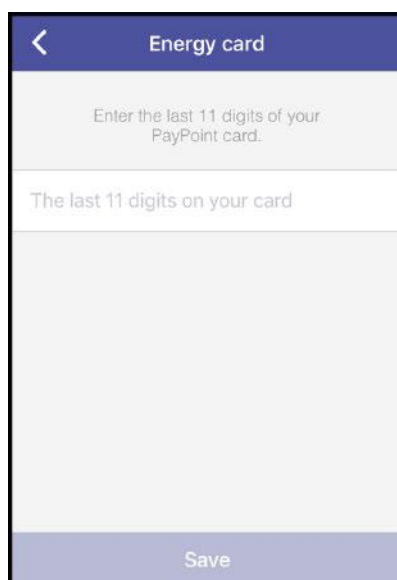 Energy card
Enter the last 11 digits of your
PayPoint card.
The last 11 digits on your card
Save